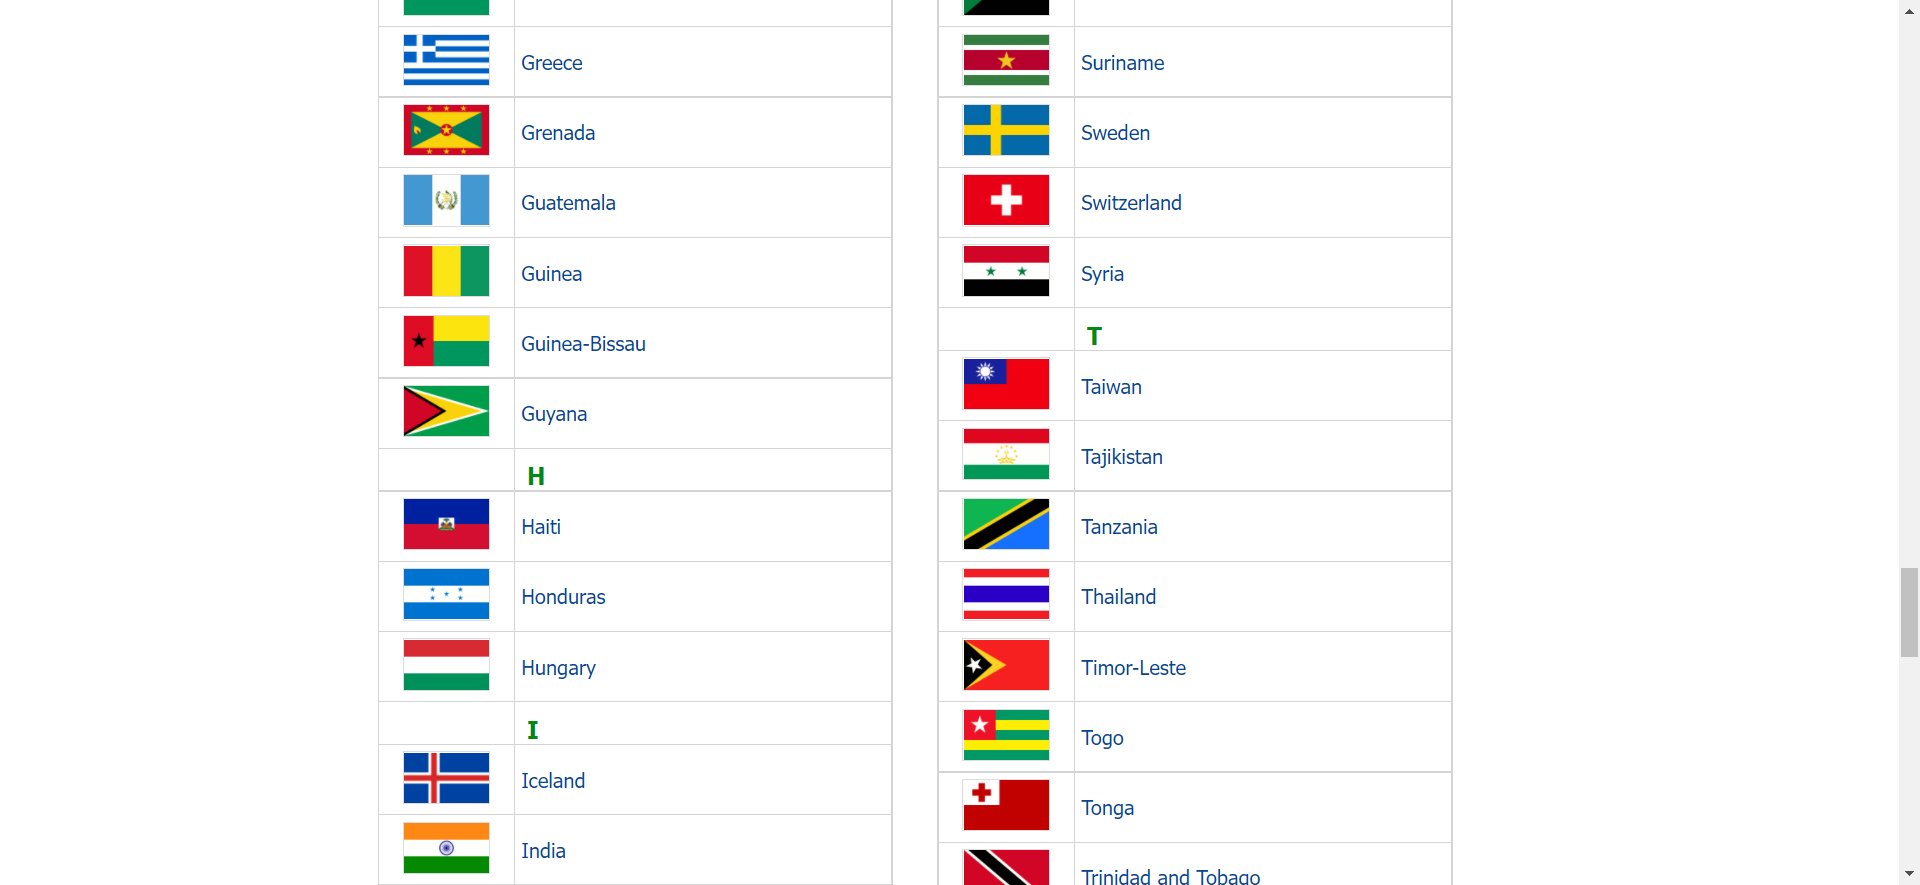 Greece
Grenada
Guatemala
Guinea
Guinea-Bissau
Guyana
H
Haiti
Honduras
Hungary
I
Iceland
India
Suriname
Sweden
Switzerland
Syria
T
Taiwan
Tajikistan
Tanzania
Thailand
Timor-Leste
Togo
Tonga
Trinidad and Tobago